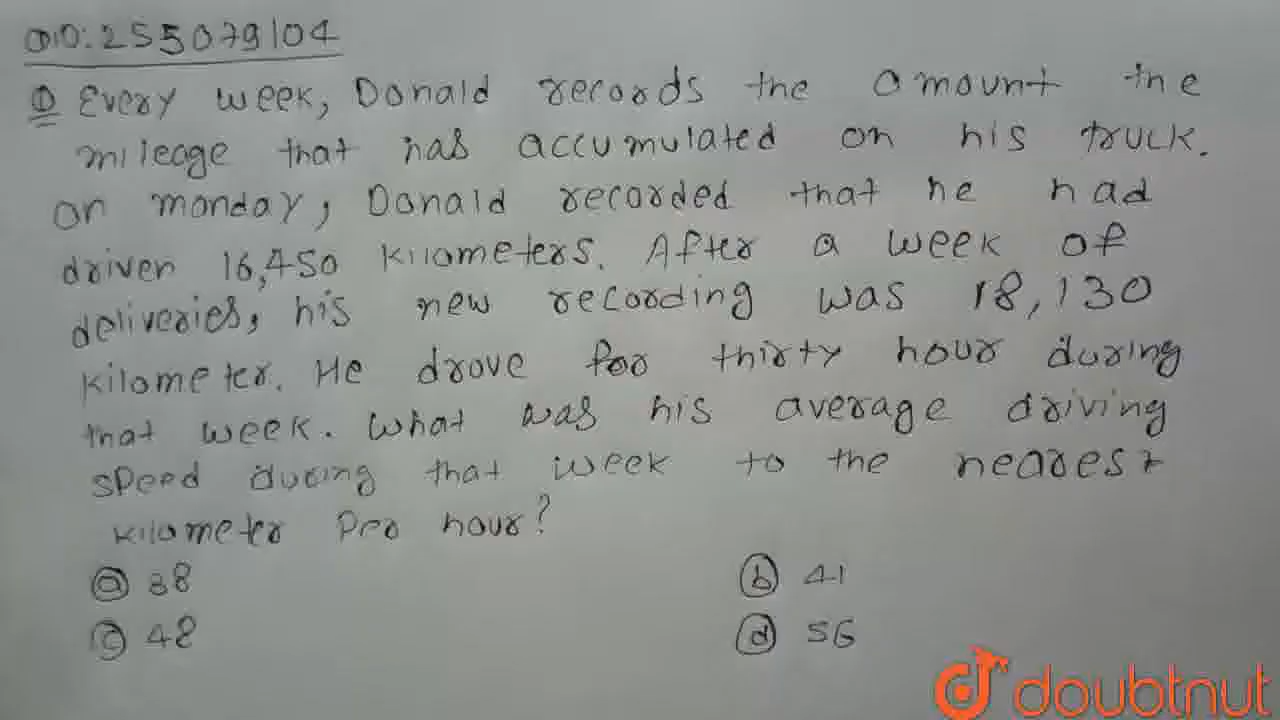 QID:255079104
Q Every week, Donald records the amount the
mileage that has accumulated on his truck.
on monday, Donald recorded that he had
driven 16,450 kilometers. After a week of
deliveries, his new recording was 18,130
kilometer. He drove for thirty hour during
that week. what was his average driving
speed during that week to the nearest
kilometer per hour?
(a) 38 (b) 41
(c) 48 (d) 56
doubtnut